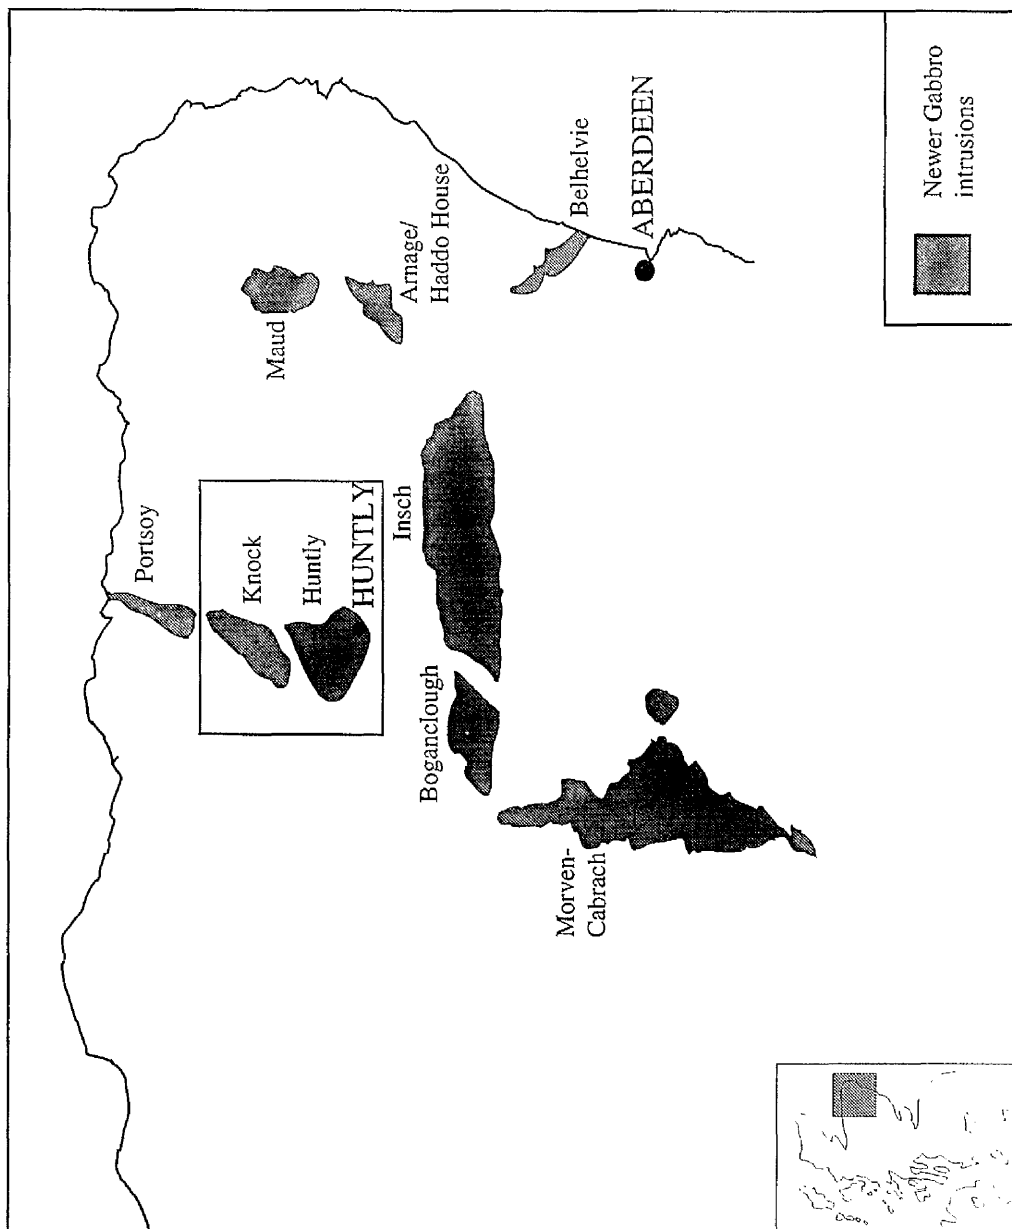 Portsoy
Knock
Huntly
HUNTLY
Maud
Arnage/
Haddo House
Insch
Boganclough
Morven-
Cabrach
Belhelvie
ABERDEEN
Newer Gabbro
intrusions